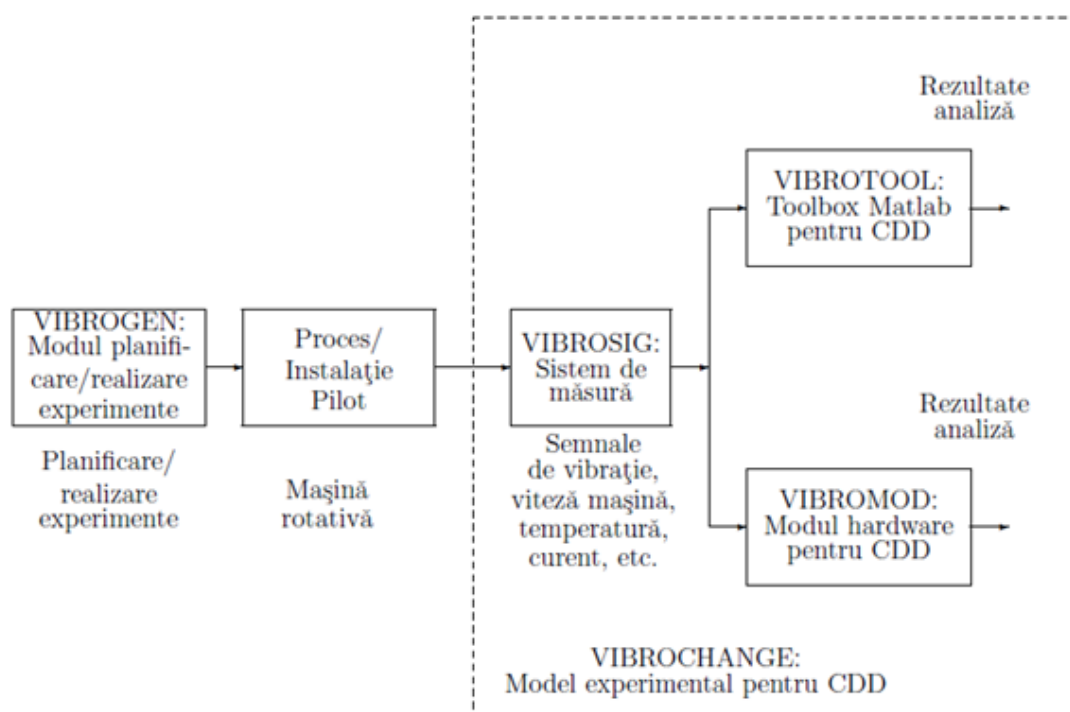 Rezultate
analiză
VIBROTOOL:
Toolbox Matlab
pentru CDD
VIBROGEN:
Modul planifi-
care/realizare
experimente
Planificare/
realizare
experimente
Proces/
Instalaţie
Pilot
Maşină
rotativă
VIBROSIG:
Sistem de
măsură
Semnale
de vibraţie,
viteză maşină,
temperatură,
curent, etc.
Rezultate
analiză
VIBROMOD:
Modul hardware
pentru CDD
VIBROCHANGE:
Model experimental pentru CDD